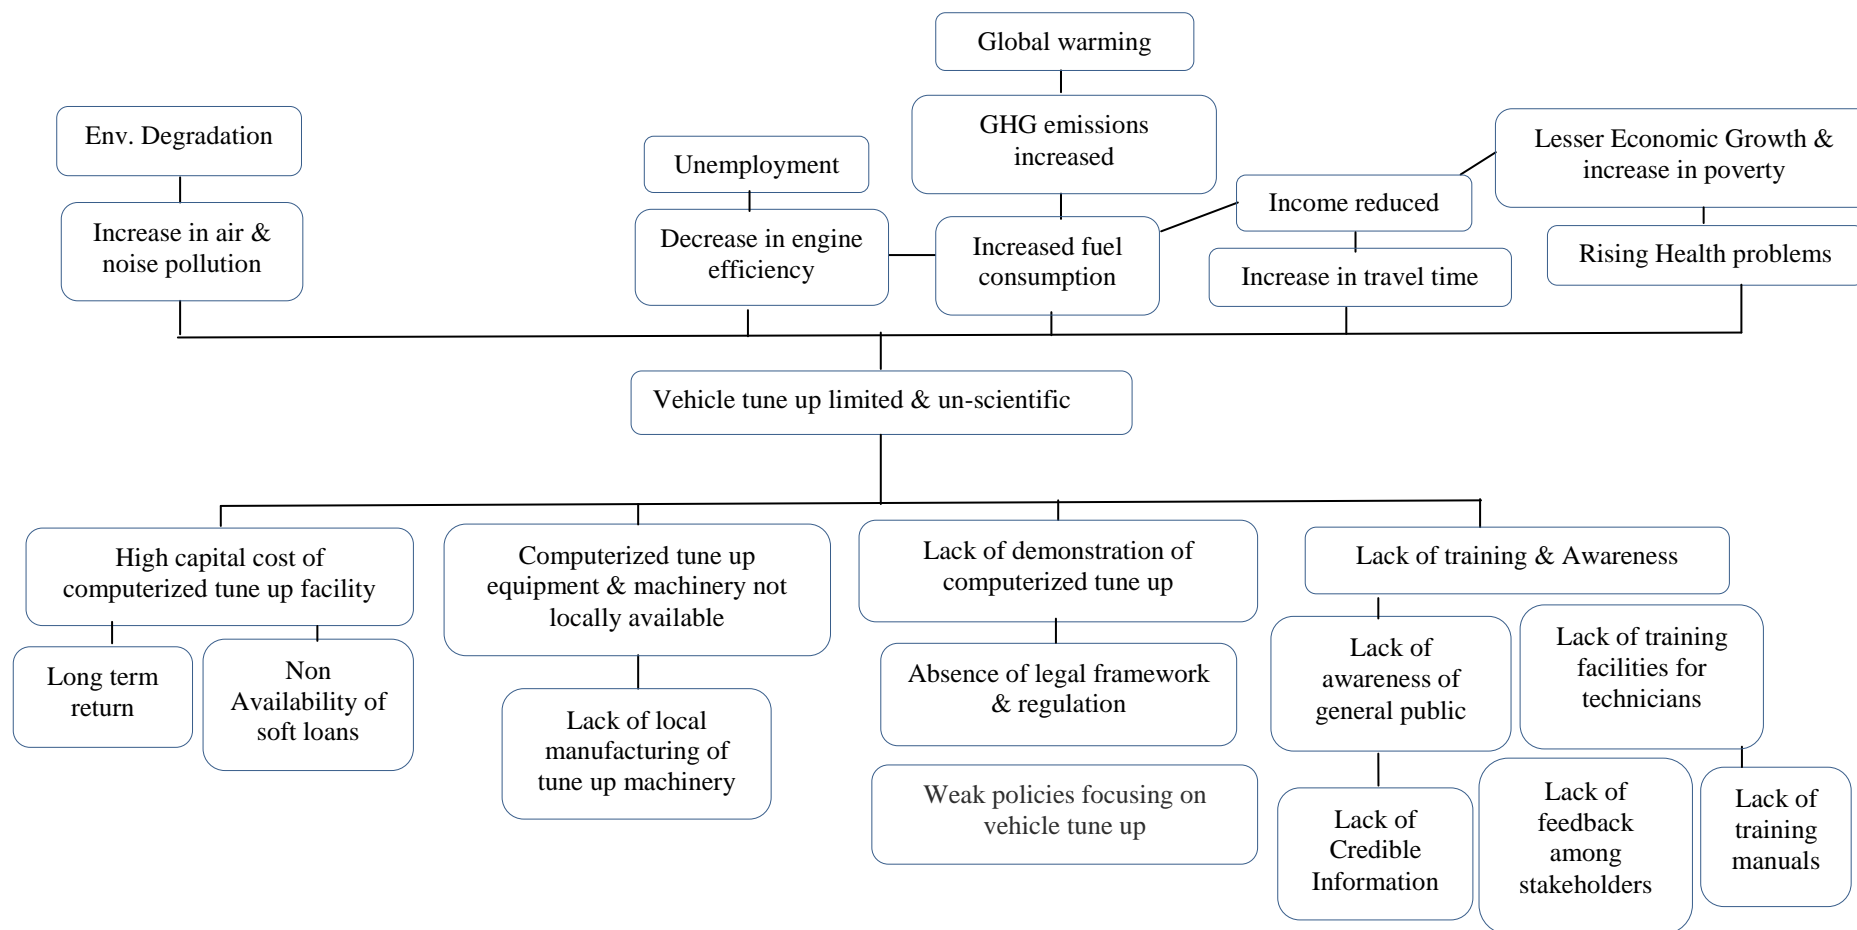 Global warming
Env. Degradation
Unemployment
GHG emissions
increased
Lesser Economic Growth &
increase in poverty
Increase in air &
noise pollution
Decrease in engine
efficiency
Increased fuel
consumption
Income reduced
Increase in travel time
Rising Health problems
Vehicle tune up limited & un-scientific
High capital cost of
computerized tune up facility
Computerized tune up
equipment & machinery not
locally available
Lack of demonstration of
computerized tune up
Lack of training & Awareness
Long term
return
Non
Availability of
soft loans
Lack of local
manufacturing of
tune up machinery
Absence of legal framework
& regulation
Weak policies focusing on
vehicle tune up
Lack of
awareness of
general public
Lack of training
facilities for
technicians
Lack of
Credible
Information
Lack of
feedback
among
stakeholders
Lack of
training
manuals